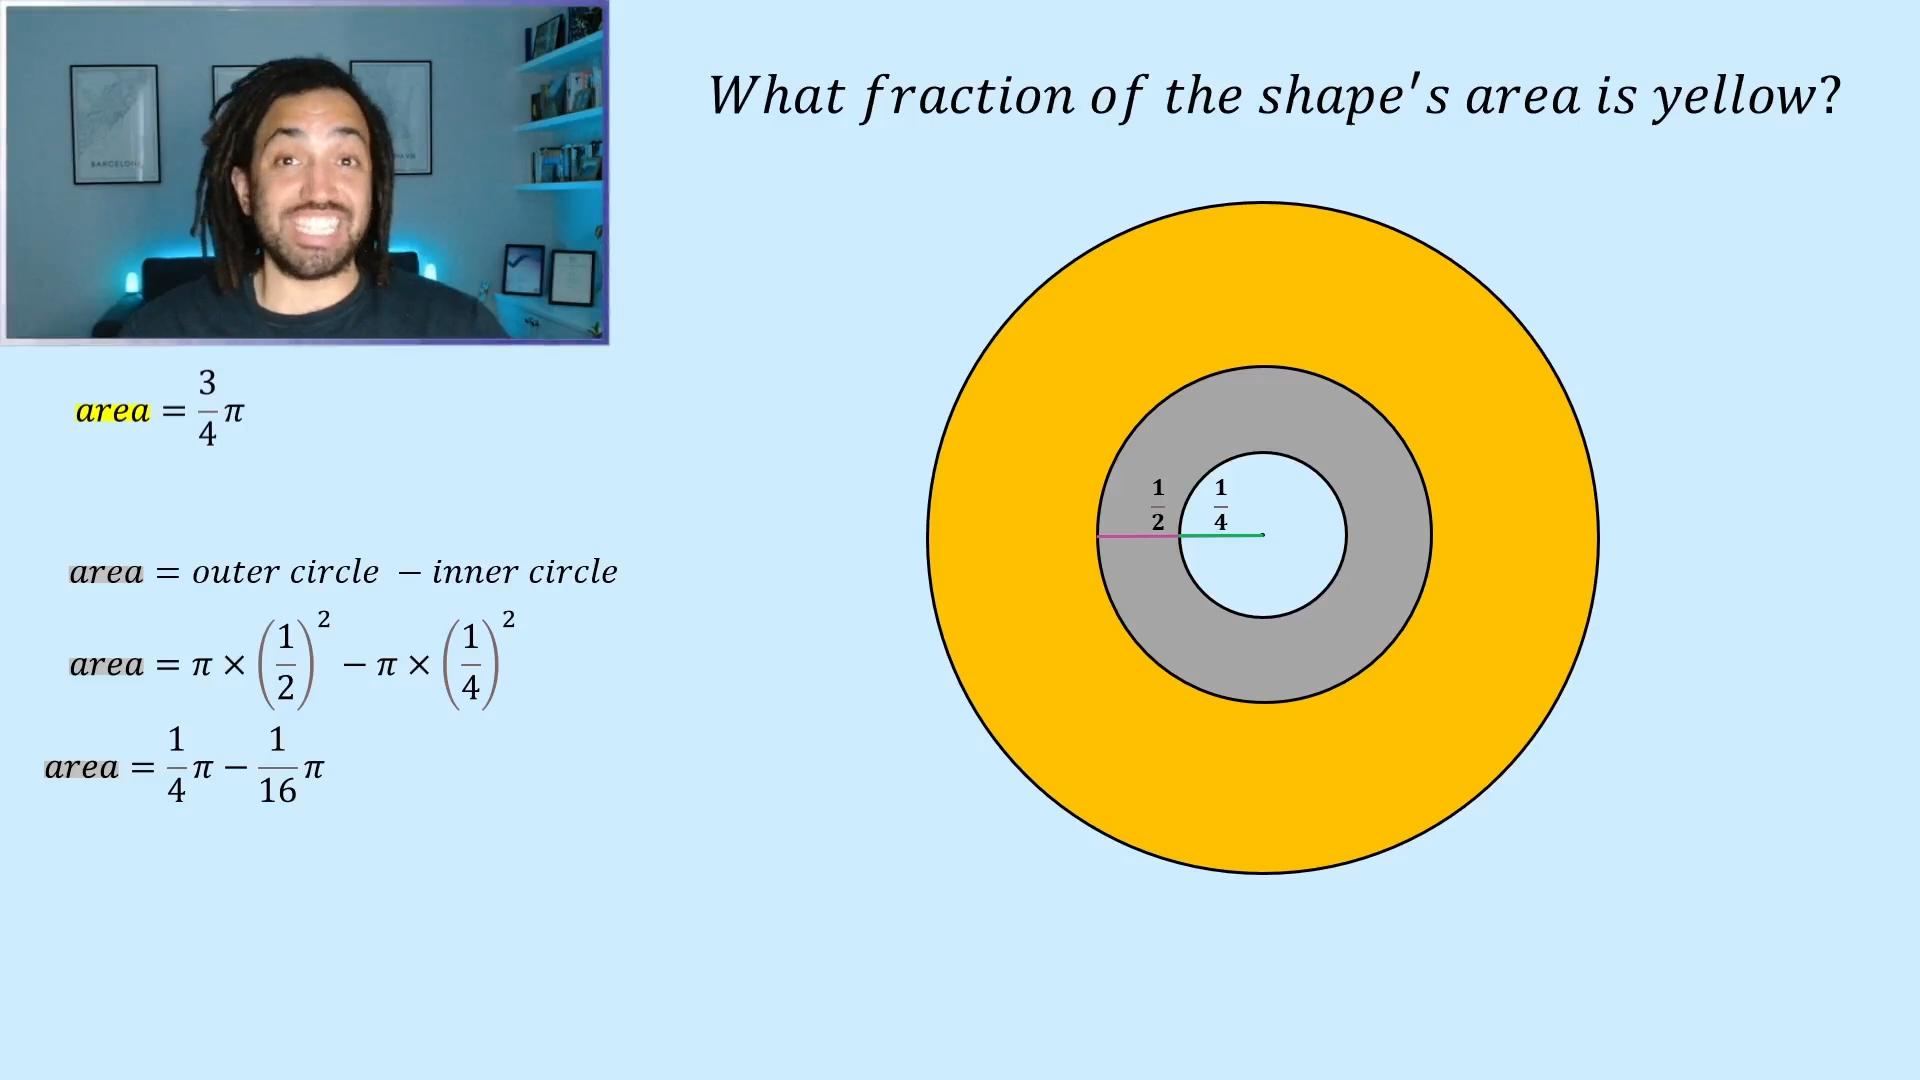 What fraction of the shape's area is yellow?
BARCELONA
area = 3/4 π
area = outer circle − inner circle
area = π × (1/2)² − π × (1/4)²
area = 1/4 π − 1/16 π
1/2
1/4